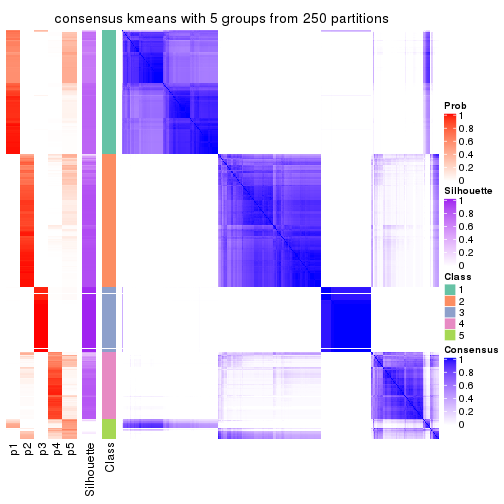 consensus kmeans with 5 groups from 250 partitions
Prob
1
0.8
0.6
0.4
0.2
0
Silhouette
1
0.8
0.6
0.4
0.2
0
Class
1
2
3
4
5
Consensus
1
0.8
0.6
0.4
0.2
0
p1
p2
p3
p4
p5
Silhouette
Class